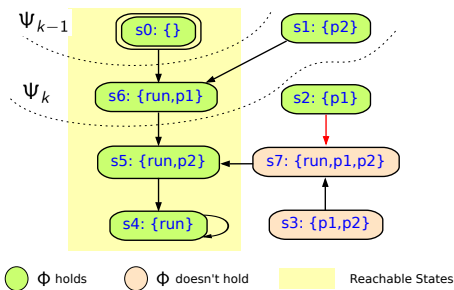 Ψk−1
s0: {}
s1: {p2}
Ψk
s6: {run,p1}
s2: {p1}
s5: {run,p2}
s7: {run,p1,p2}
s4: {run}
s3: {p1,p2}
Φ holds
Φ doesn't hold
Reachable States